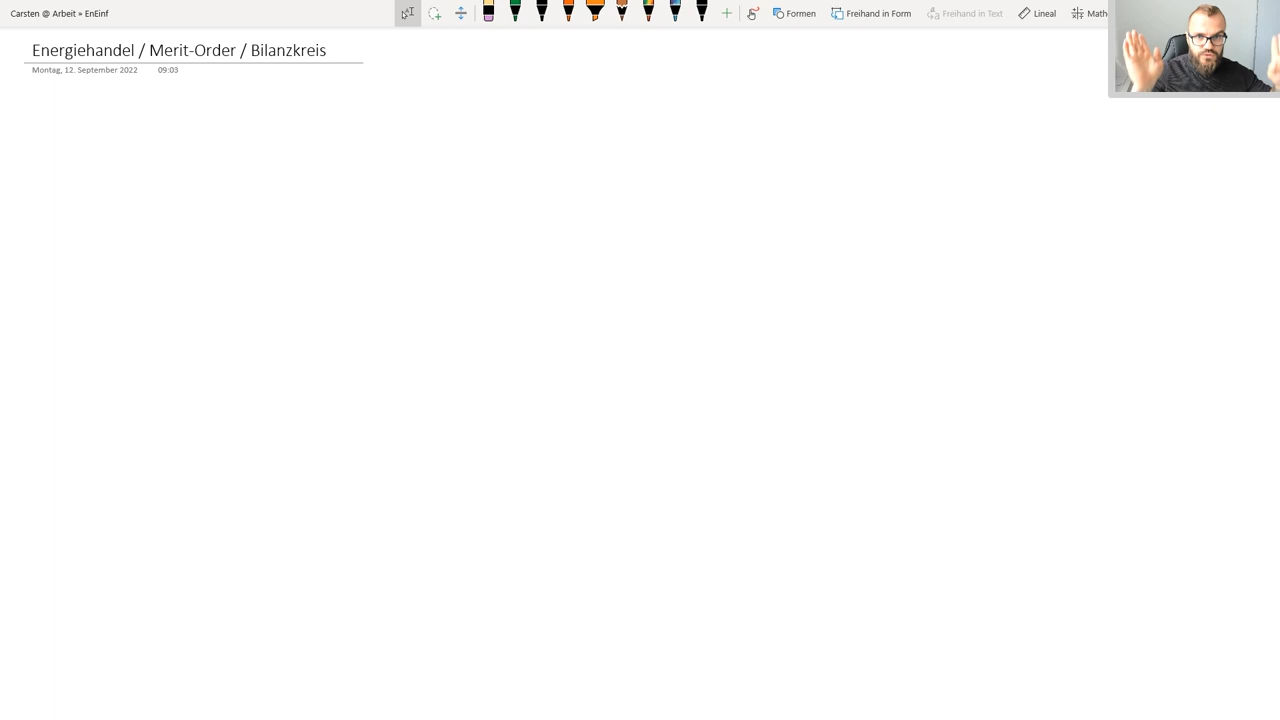 Carsten @ Arbeit » EnEinf
Formen
Freihand in Form
Freihand in Text
Lineal
Math
Energiehandel / Merit-Order / Bilanzkreis
Montag, 12. September 2022 09:03